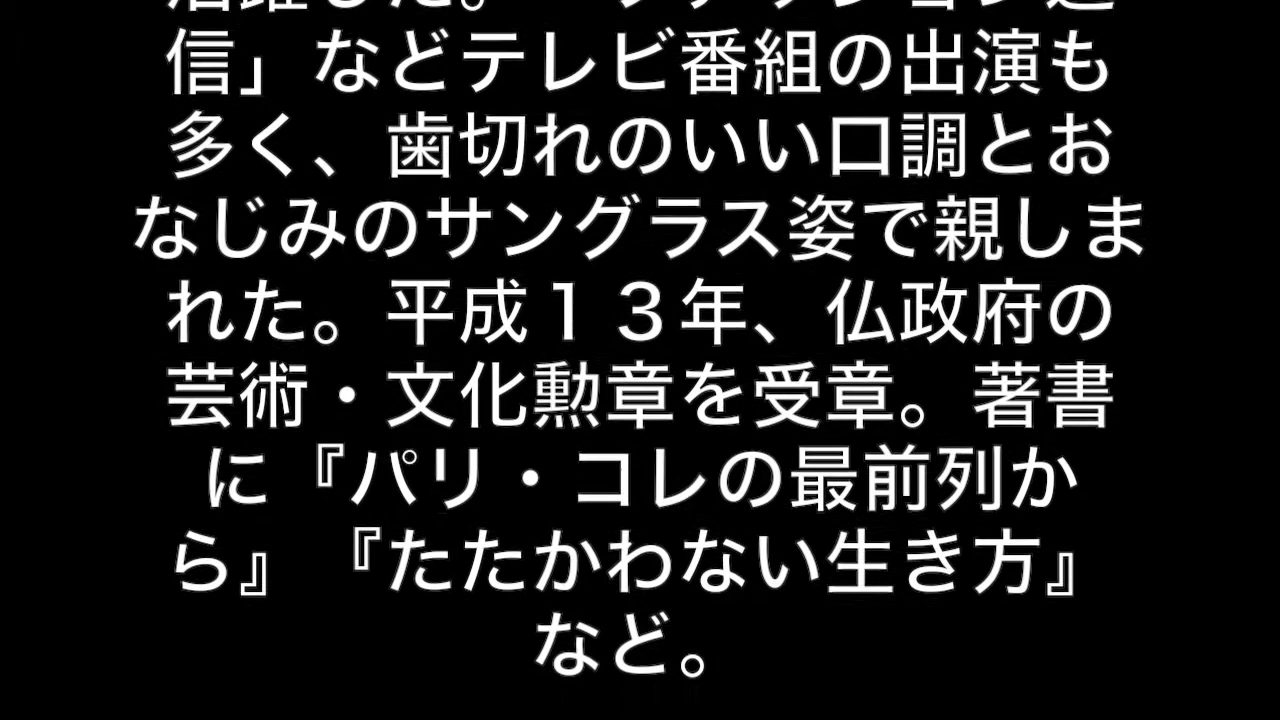 信」などテレビ番組の出演も
多く、歯切れのいい口調とお
なじみのサングラス姿で親しま
れた。平成１３年、仏政府の
芸術・文化勲章を受章。著書
に『パリ・コレの最前列か
ら』『たたかわない生き方』
など。